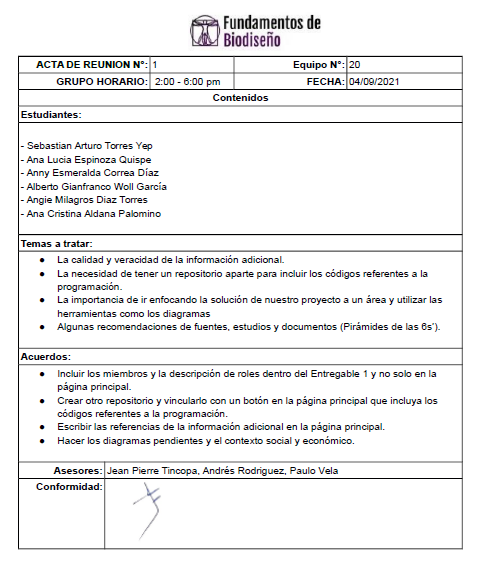 Fundamentos de
Biodiseño
ACTA DE REUNION N°: 1 Equipo N°: 20
GRUPO HORARIO: 2:00 - 6:00 pm FECHA: 04/09/2021
Contenidos
Estudiantes:
- Sebastian Arturo Torres Yep
- Ana Lucia Espinoza Quispe
- Anny Esmeralda Correa Díaz
- Alberto Gianfranco Woll García
- Angie Milagros Diaz Torres
- Ana Cristina Aldana Palomino
Temas a tratar:
● La calidad y veracidad de la información adicional.
● La necesidad de tener un repositorio aparte para incluir los códigos referentes a la
programación.
● La importancia de ir enfocando la solución de nuestro proyecto a un área y utilizar las
herramientas como los diagramas
● Algunas recomendaciones de fuentes, estudios y documentos (Pirámides de las 6s').
Acuerdos:
● Incluir los miembros y la descripción de roles dentro del Entregable 1 y no solo en la
página principal.
● Crear otro repositorio y vincularlo con un botón en la página principal que incluya los
códigos referentes a la programación.
● Escribir las referencias de la información adicional en la página principal.
● Hacer los diagramas pendientes y el contexto social y económico.
Asesores: Jean Pierre Tincopa, Andrés Rodriguez, Paulo Vela
Conformidad: